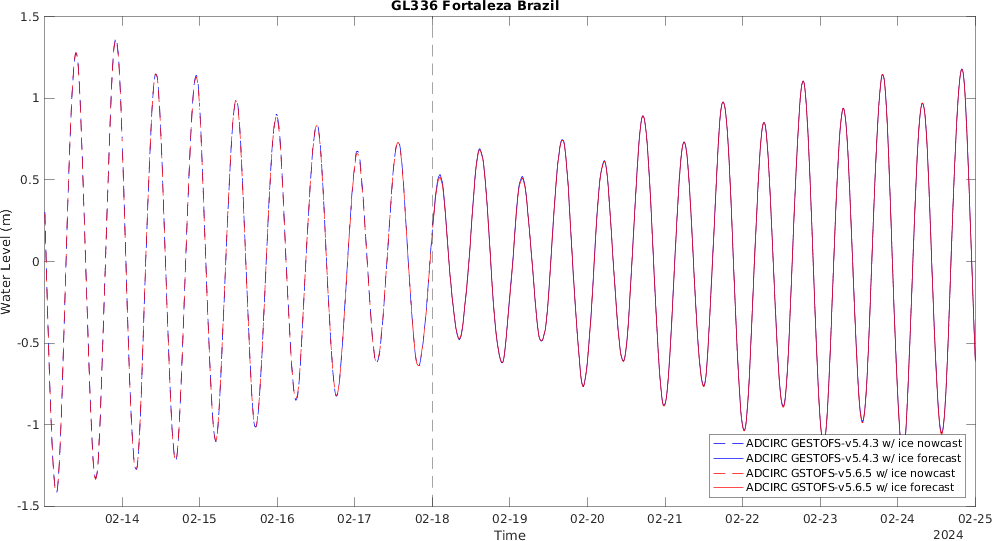 GL336 Fortaleza Brazil
1.5
1
0.5
0
-0.5
-1
-1.5
Water Level (m)
ADCIRC GESTOFS-v5.4.3 w/ ice nowcast
ADCIRC GESTOFS-v5.4.3 w/ ice forecast
ADCIRC GSTOFS-v5.6.5 w/ ice nowcast
ADCIRC GSTOFS-v5.6.5 w/ ice forecast
02-14 02-15 02-16 02-17 02-18 02-19 02-20 02-21 02-22 02-23 02-24 02-25
Time
2024